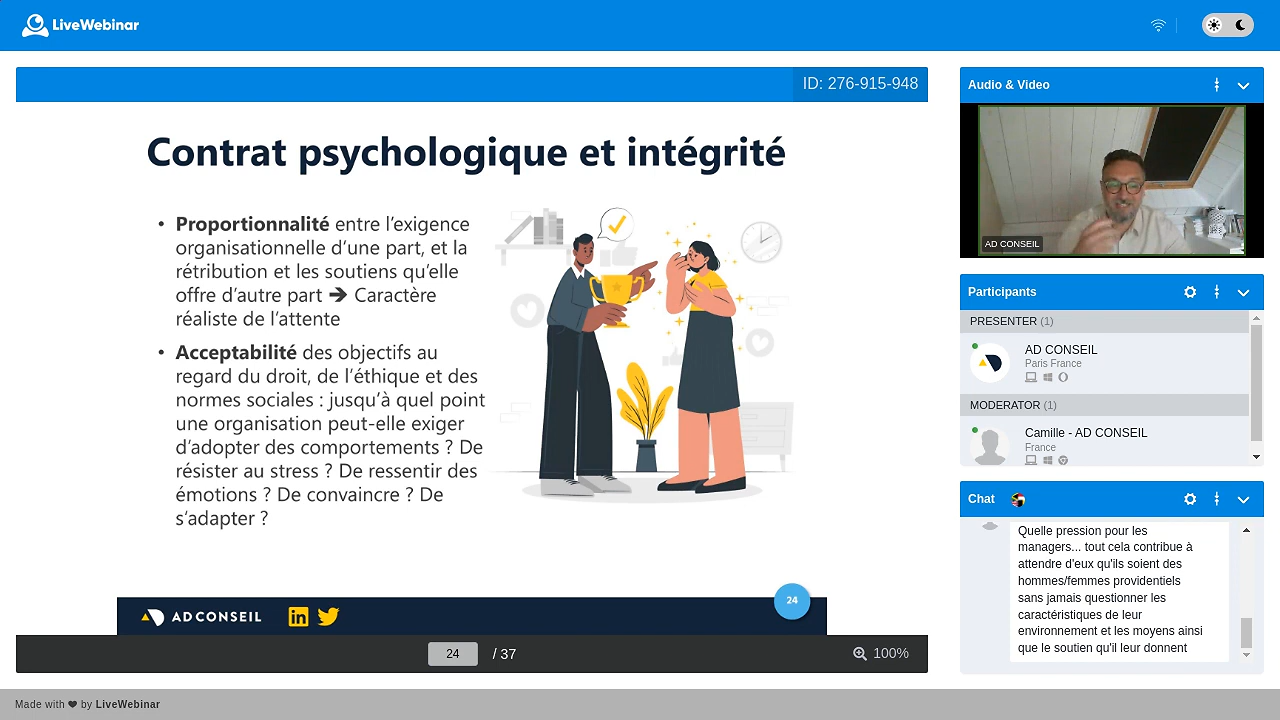 LiveWebinar
ID: 276-915-948
Contrat psychologique et intégrité
• Proportionnalité entre l’exigence
organisationnelle d’une part, et la
rétribution et les soutiens qu’elle
offre d’autre part ➔ Caractère
réaliste de l’attente
• Acceptabilité des objectifs au
regard du droit, de l’éthique et des
normes sociales : jusqu’à quel point
une organisation peut-elle exiger
d’adopter des comportements ? De
résister au stress ? De ressentir des
émotions ? De convaincre ? De
s’adapter ?
24
AD CONSEIL
in
24 / 37
100%
Audio & Video
AD CONSEIL
Participants
PRESENTER (1)
AD CONSEIL
Paris France
MODERATOR (1)
Camille - AD CONSEIL
France
Chat
Quelle pression pour les
managers... tout cela contribue à
attendre d'eux qu'ils soient des
hommes/femmes providentiels
sans jamais questionner les
caractéristiques de leur
environnement et les moyens ainsi
que le soutien qu'il leur donnent
Made with ❤ by LiveWebinar